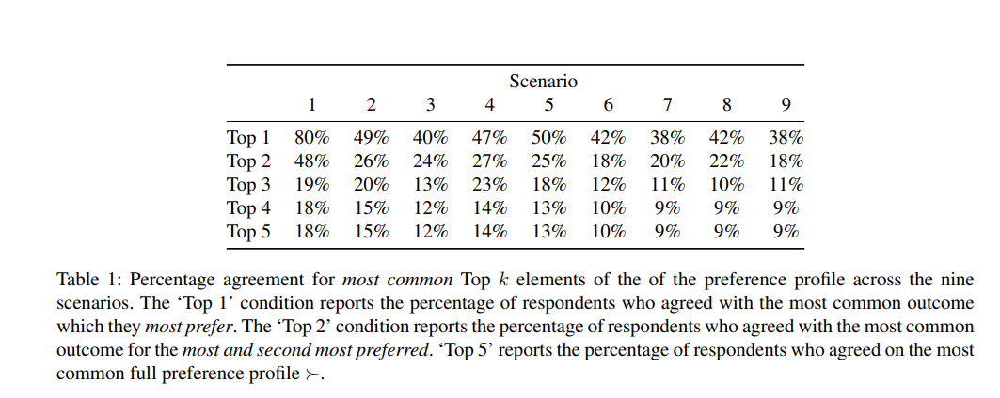 Scenario
1 2 3 4 5 6 7 8 9
Top 1 80% 49% 40% 47% 50% 42% 38% 42% 38%
Top 2 48% 26% 24% 27% 25% 18% 20% 22% 18%
Top 3 19% 20% 13% 23% 18% 12% 11% 10% 11%
Top 4 18% 15% 12% 14% 13% 10% 9% 9% 9%
Top 5 18% 15% 12% 14% 13% 10% 9% 9% 9%
Table 1: Percentage agreement for most common Top k elements of the of the preference profile across the nine
scenarios. The ‘Top 1’ condition reports the percentage of respondents who agreed with the most common outcome
which they most prefer. The ‘Top 2’ condition reports the percentage of respondents who agreed with the most common
outcome for the most and second most preferred. ‘Top 5’ reports the percentage of respondents who agreed on the most
common full preference profile ≻.